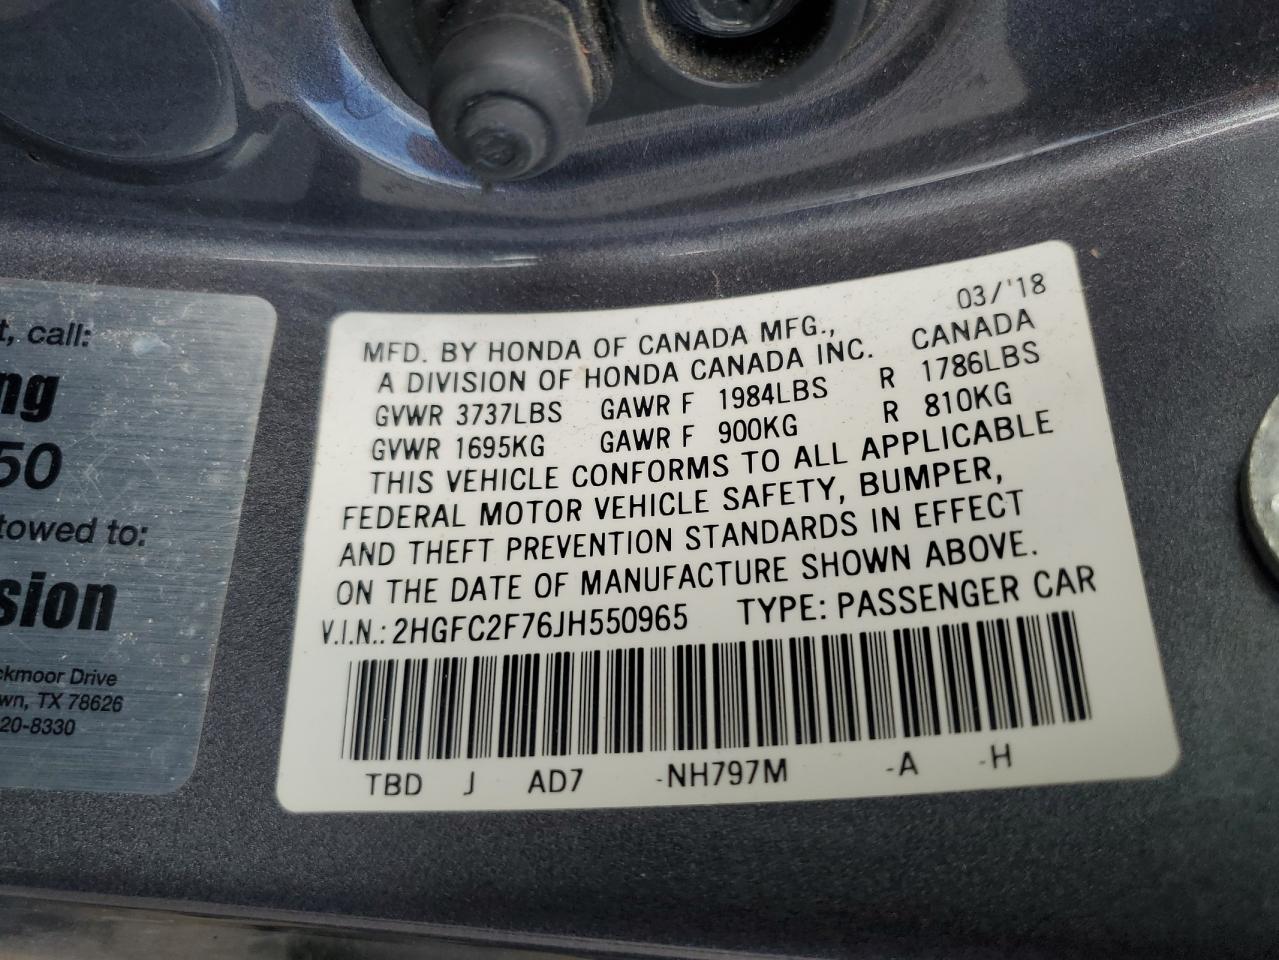 t, call:
ng
50
towed to:
sion
ckmoor Drive
wn, TX 78626
20-8330
03/'18
MFD. BY HONDA OF CANADA MFG.,
A DIVISION OF HONDA CANADA INC. CANADA
GVWR 3737LBS GAWR F 1984LBS R 1786LBS
GVWR 1695KG GAWR F 900KG R 810KG
THIS VEHICLE CONFORMS TO ALL APPLICABLE
FEDERAL MOTOR VEHICLE SAFETY, BUMPER,
AND THEFT PREVENTION STANDARDS IN EFFECT
ON THE DATE OF MANUFACTURE SHOWN ABOVE.
V.I.N.: 2HGFC2F76JH550965 TYPE: PASSENGER CAR
TBD J AD7 -NH797M -A -H